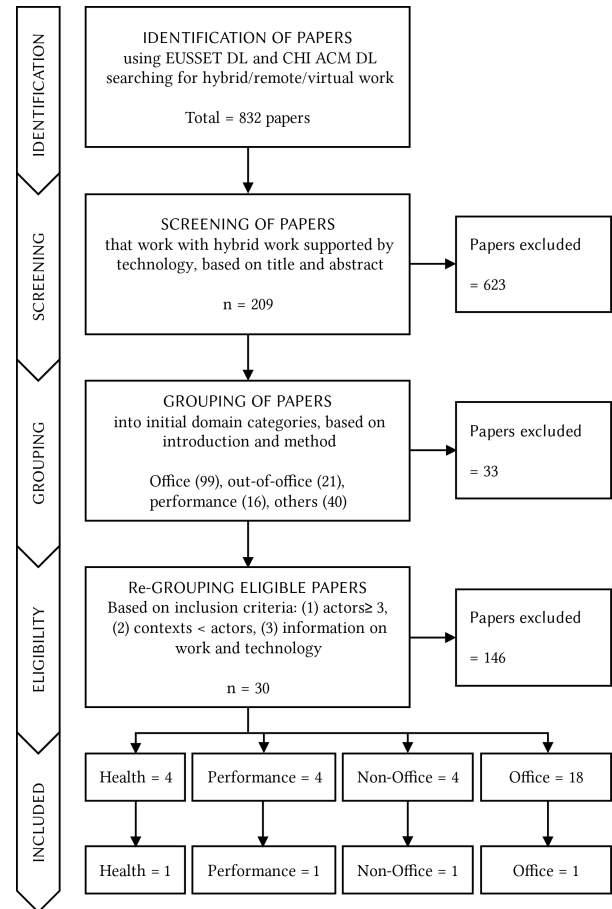 IDENTIFICATION
IDENTIFICATION OF PAPERS
using EUSSET DL and CHI ACM DL
searching for hybrid/remote/virtual work
Total = 832 papers
SCREENING
SCREENING OF PAPERS
that work with hybrid work supported by
technology, based on title and abstract
n = 209
Papers excluded
= 623
GROUPING
GROUPING OF PAPERS
into initial domain categories, based on
introduction and method
Office (99), out-of-office (21),
performance (16), others (40)
Papers excluded
= 33
ELIGIBILITY
Re-GROUPING ELIGIBLE PAPERS
Based on inclusion criteria: (1) actors≥ 3,
(2) contexts < actors, (3) information on
work and technology
n = 30
Papers excluded
= 146
INCLUDED
Health = 4
Performance = 4
Non-Office = 4
Office = 18
Health = 1
Performance = 1
Non-Office = 1
Office = 1